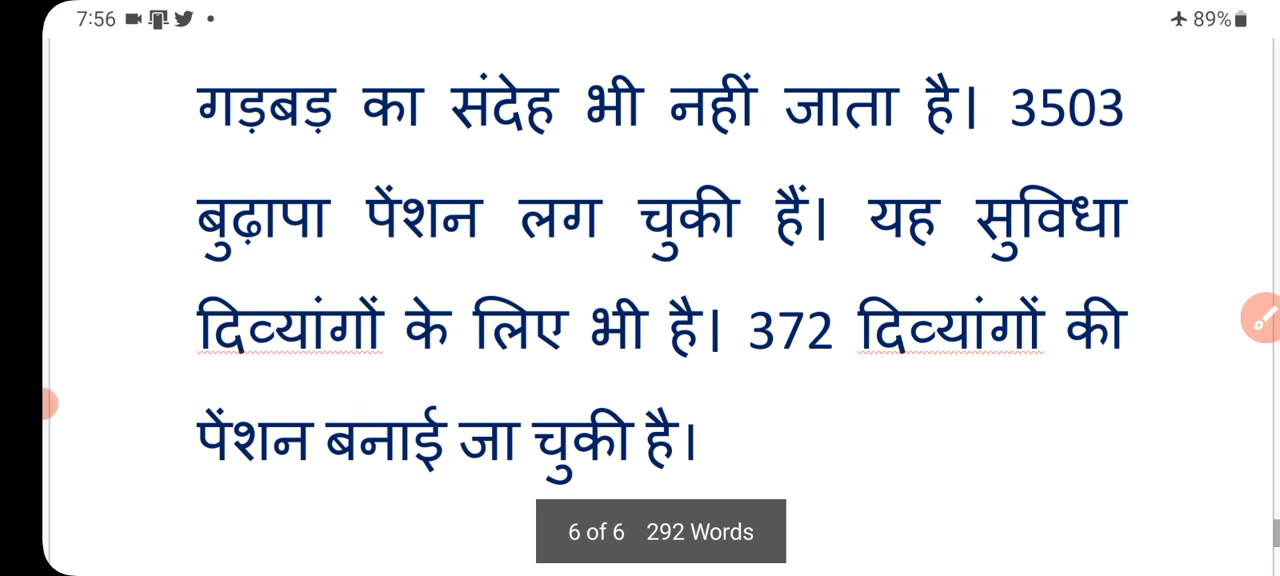 7:56
89%
गड़बड़ का संदेह भी नहीं जाता है। 3503
बुढ़ापा पेंशन लग चुकी हैं। यह सुविधा
दिव्यांगों के लिए भी है। 372 दिव्यांगों की
पेंशन बनाई जा चुकी है।
6 of 6 292 Words